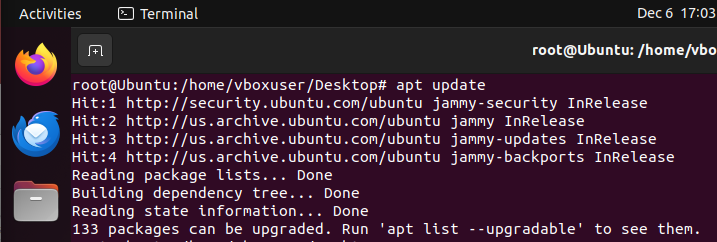 Activities
Terminal
Dec 6 17:03
root@Ubuntu: /home/vbo
root@Ubuntu:/home/vboxuser/Desktop# apt update
Hit:1 http://security.ubuntu.com/ubuntu jammy-security InRelease
Hit:2 http://us.archive.ubuntu.com/ubuntu jammy InRelease
Hit:3 http://us.archive.ubuntu.com/ubuntu jammy-updates InRelease
Hit:4 http://us.archive.ubuntu.com/ubuntu jammy-backports InRelease
Reading package lists... Done
Building dependency tree... Done
Reading state information... Done
133 packages can be upgraded. Run 'apt list --upgradable' to see them.